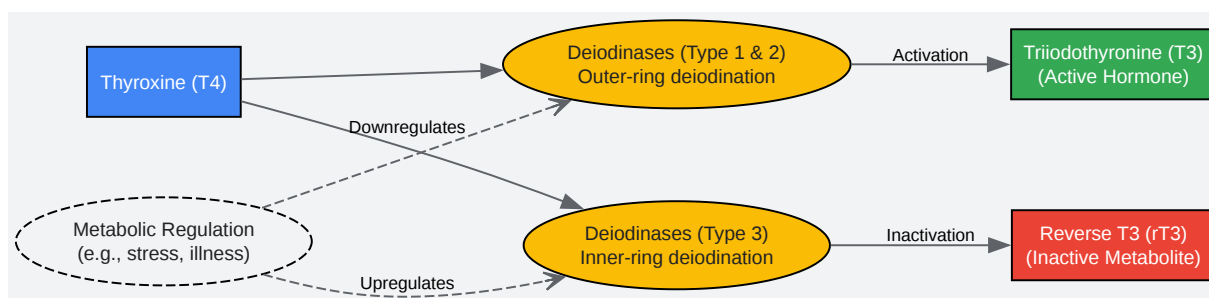 Thyroxine (T4)
Deiodinases (Type 1 & 2)
Outer-ring deiodination
Activation
Triiodothyronine (T3)
(Active Hormone)
Downregulates
Metabolic Regulation
(e.g., stress, illness)
Upregulates
Deiodinases (Type 3)
Inner-ring deiodination
Inactivation
Reverse T3 (rT3)
(Inactive Metabolite)